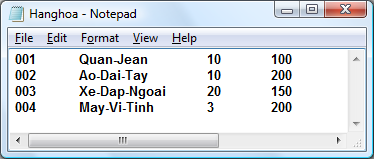 Hanghoa - Notepad
File Edit Format View Help
001 Quan-Jean 10 100
002 Ao-Dai-Tay 10 200
003 Xe-Dap-Ngoai 20 150
004 May-Vi-Tinh 3 200